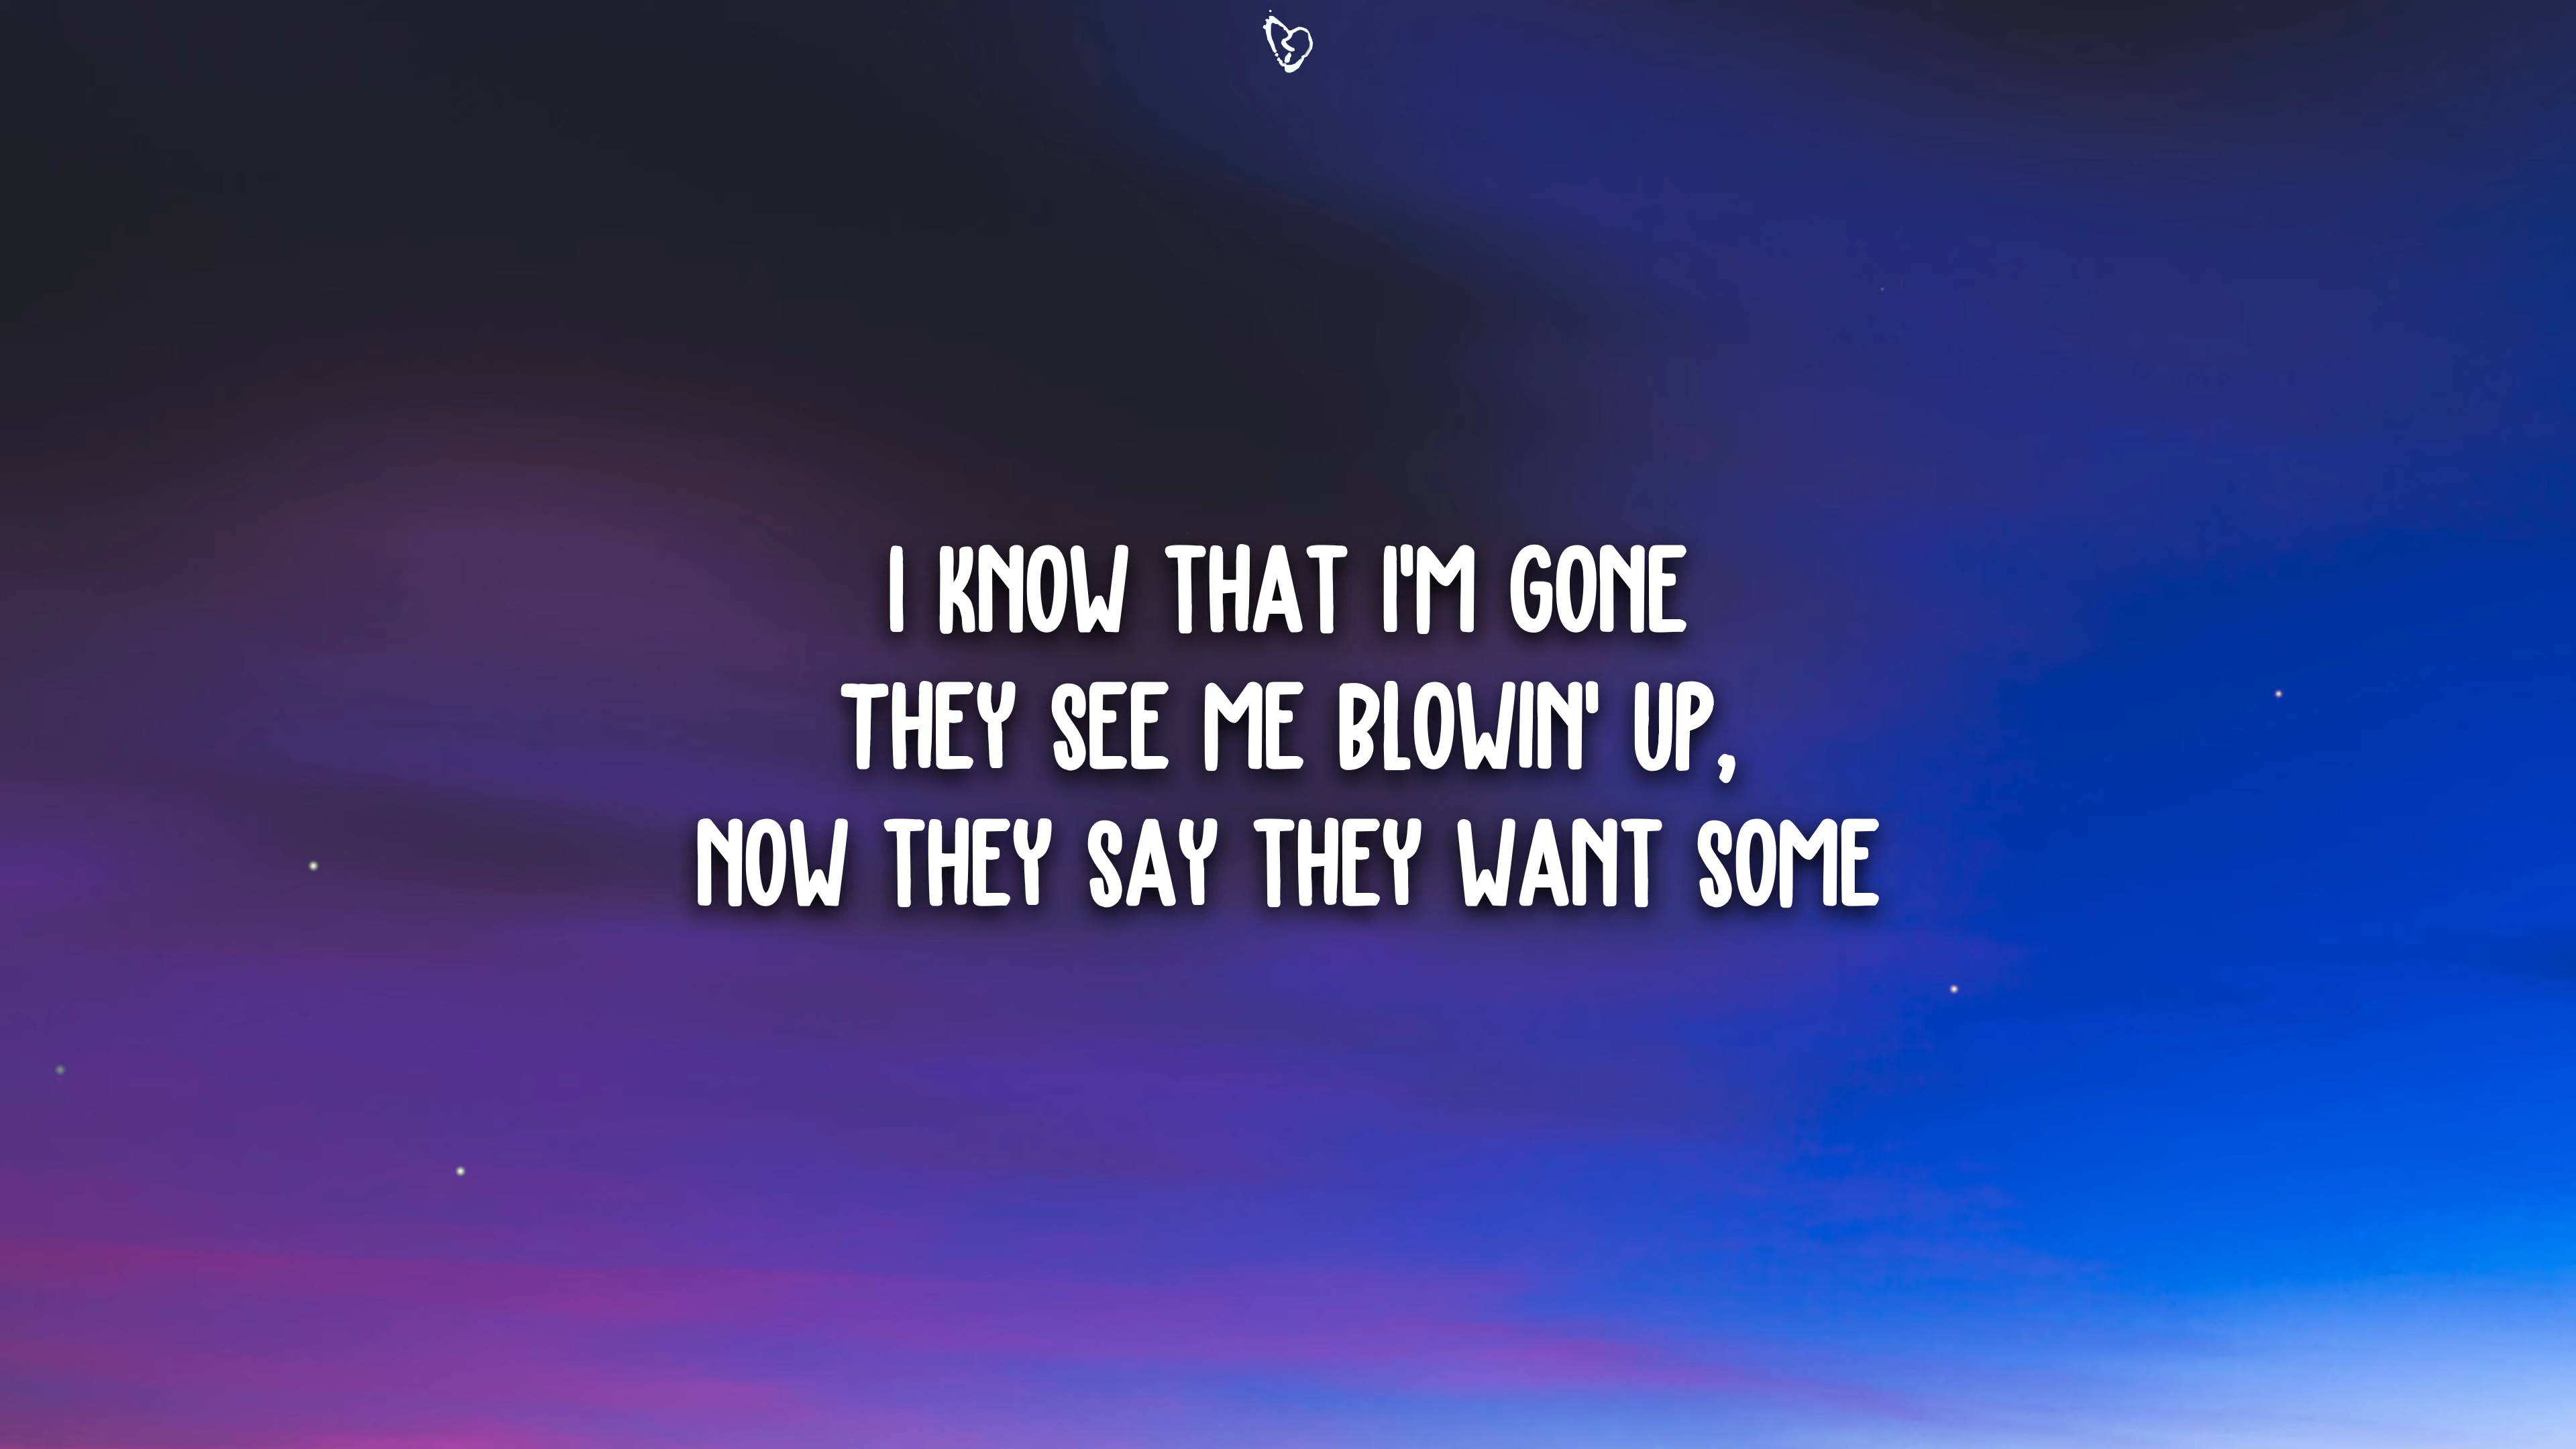 I KNOW THAT I'M GONE
THEY SEE ME BLOWIN' UP,
NOW THEY SAY THEY WANT SOME